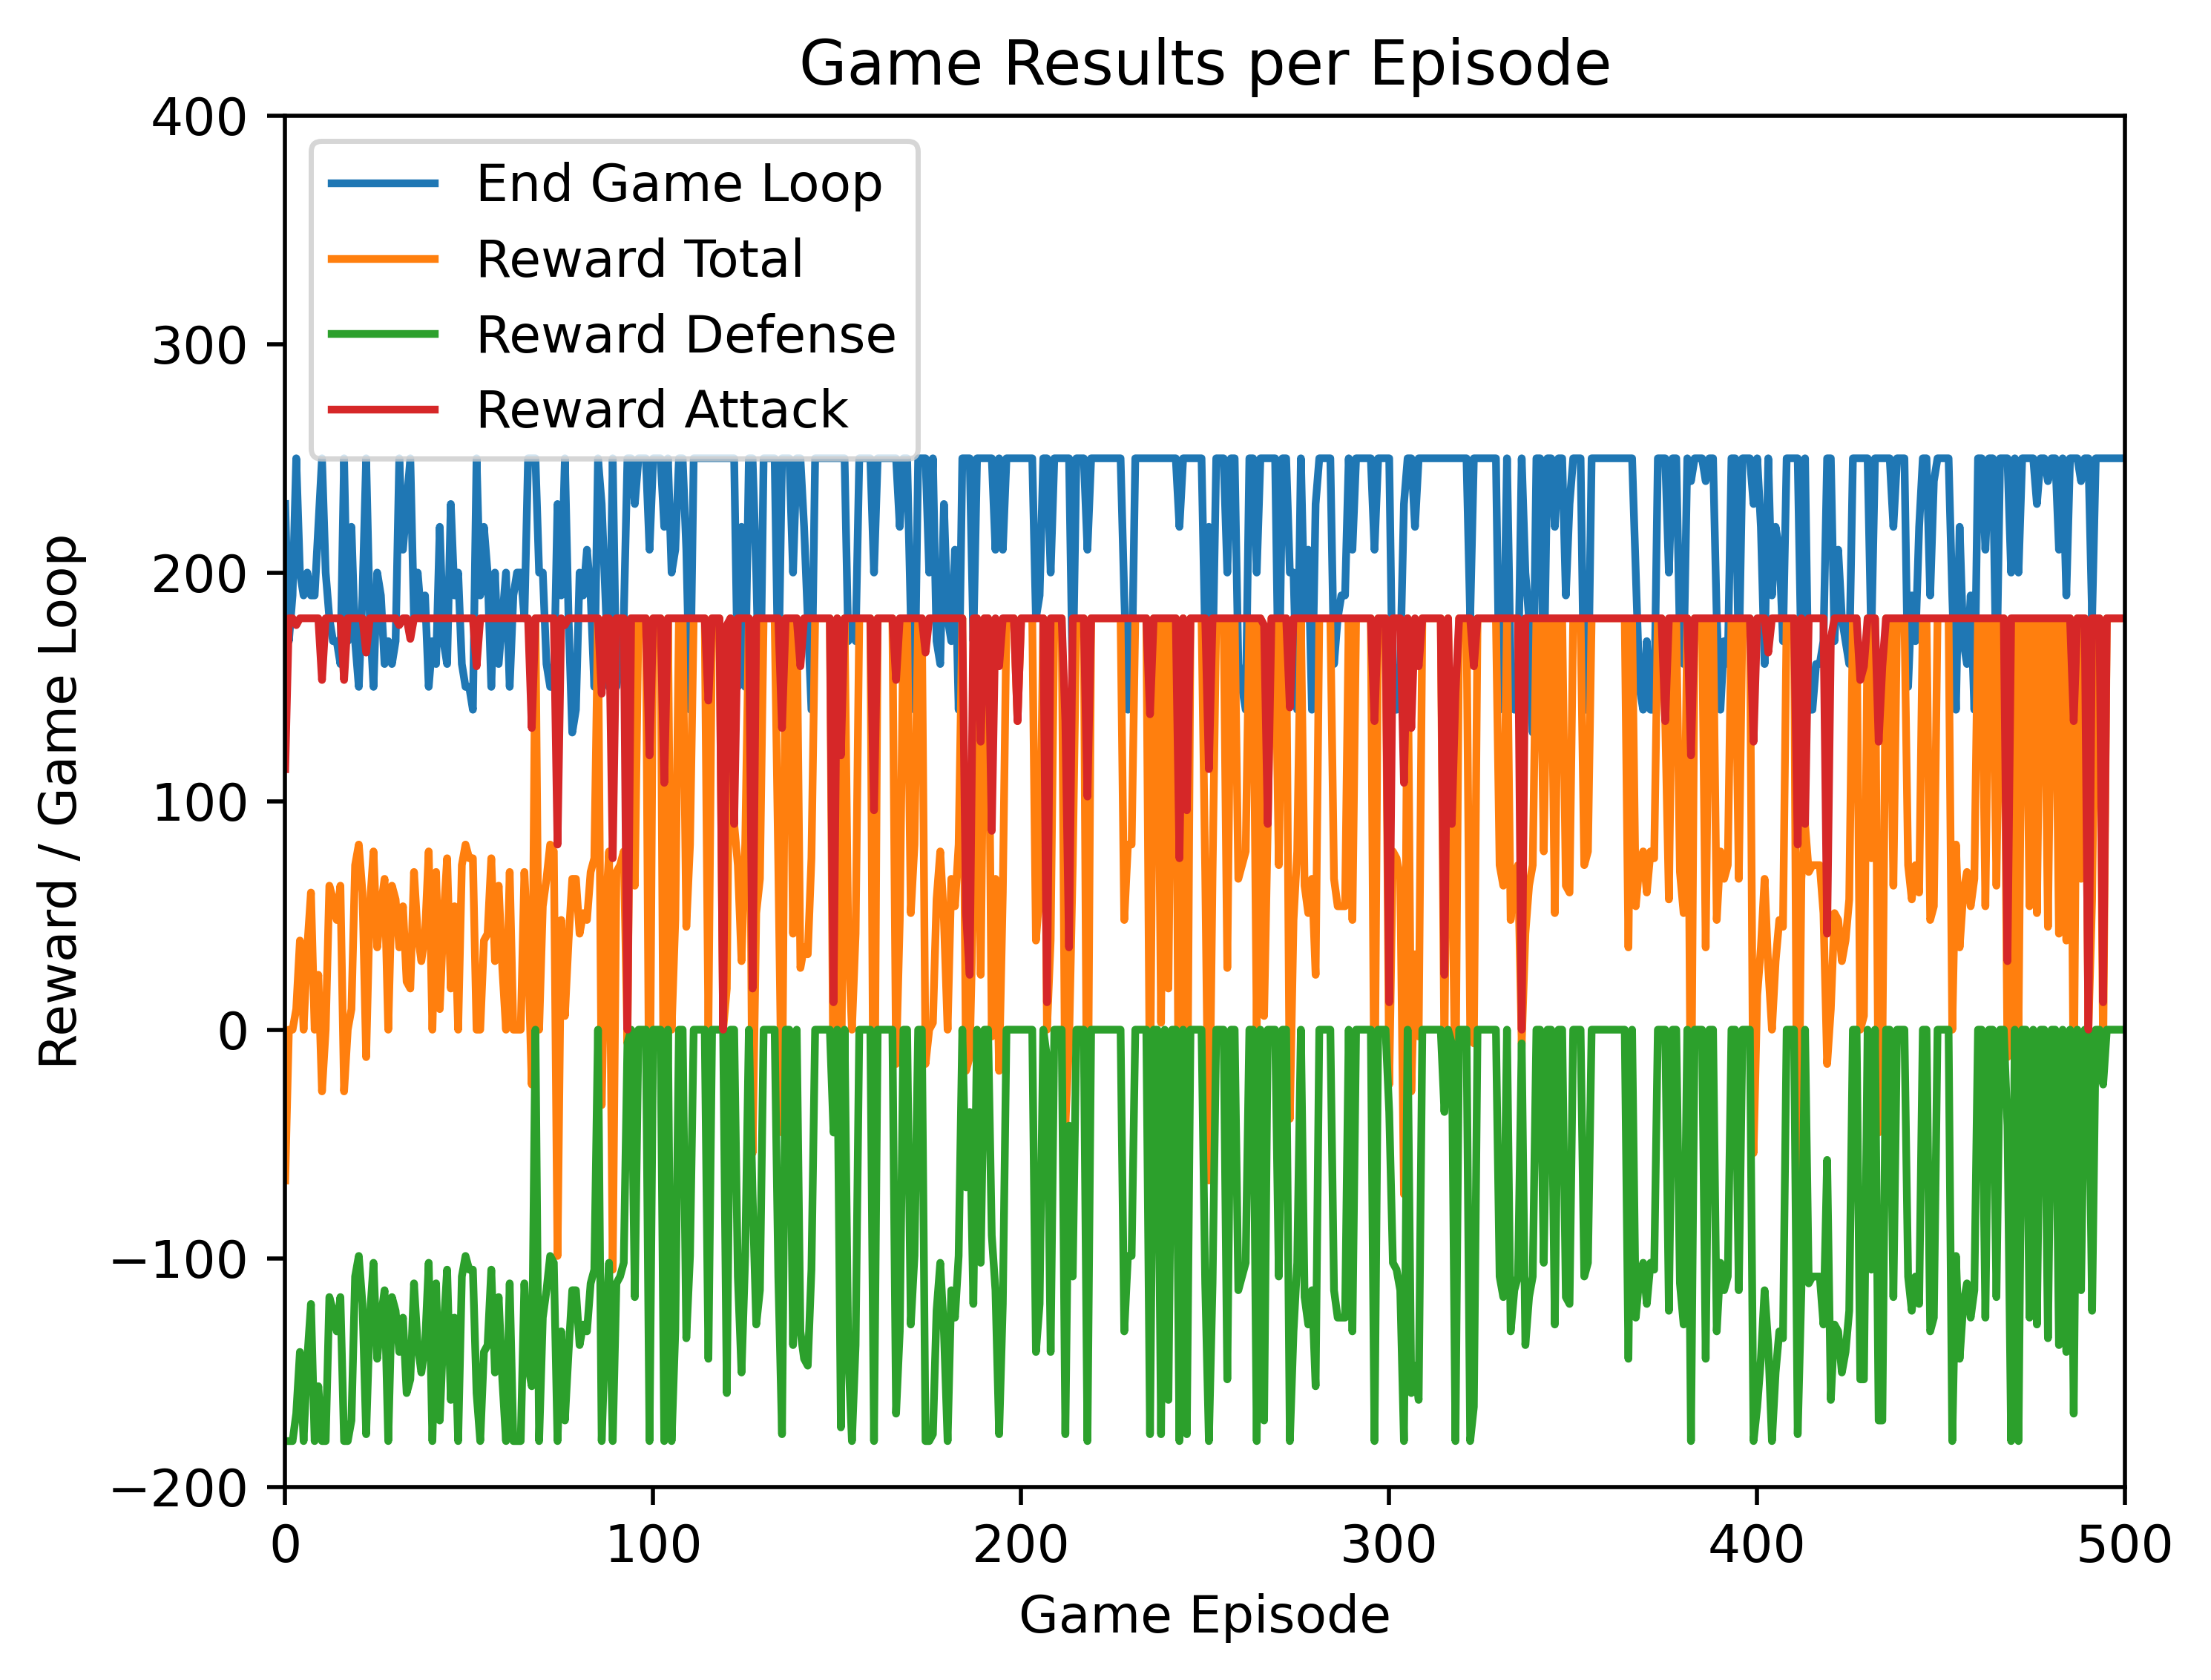 Game Results per Episode
400
300
200
100
0
−100
−200
Reward / Game Loop
End Game Loop
Reward Total
Reward Defense
Reward Attack
0 100 200 300 400 500
Game Episode